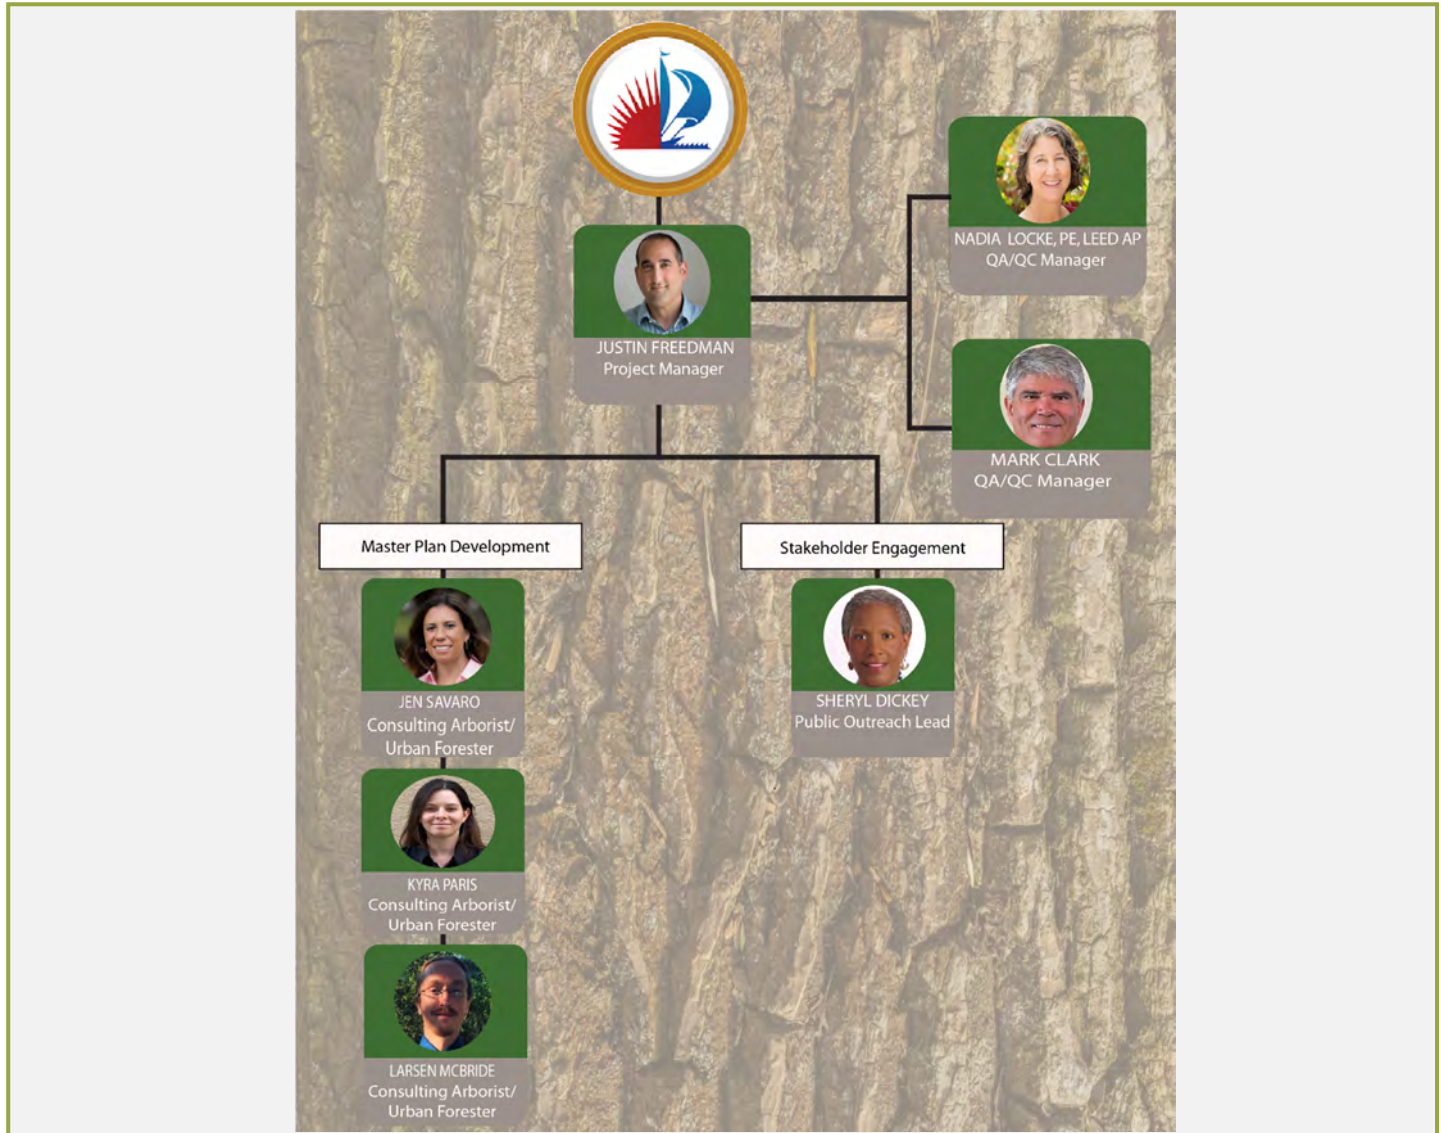 NADIA LOCKE, PE, LEED AP
QA/QC Manager
JUSTIN FREEDMAN
Project Manager
MARK CLARK
QA/QC Manager
Master Plan Development
Stakeholder Engagement
JEN SAVARO
Consulting Arborist/
Urban Forester
SHERYL DICKEY
Public Outreach Lead
KYRA PARIS
Consulting Arborist/
Urban Forester
LARSEN MCBRIDE
Consulting Arborist/
Urban Forester